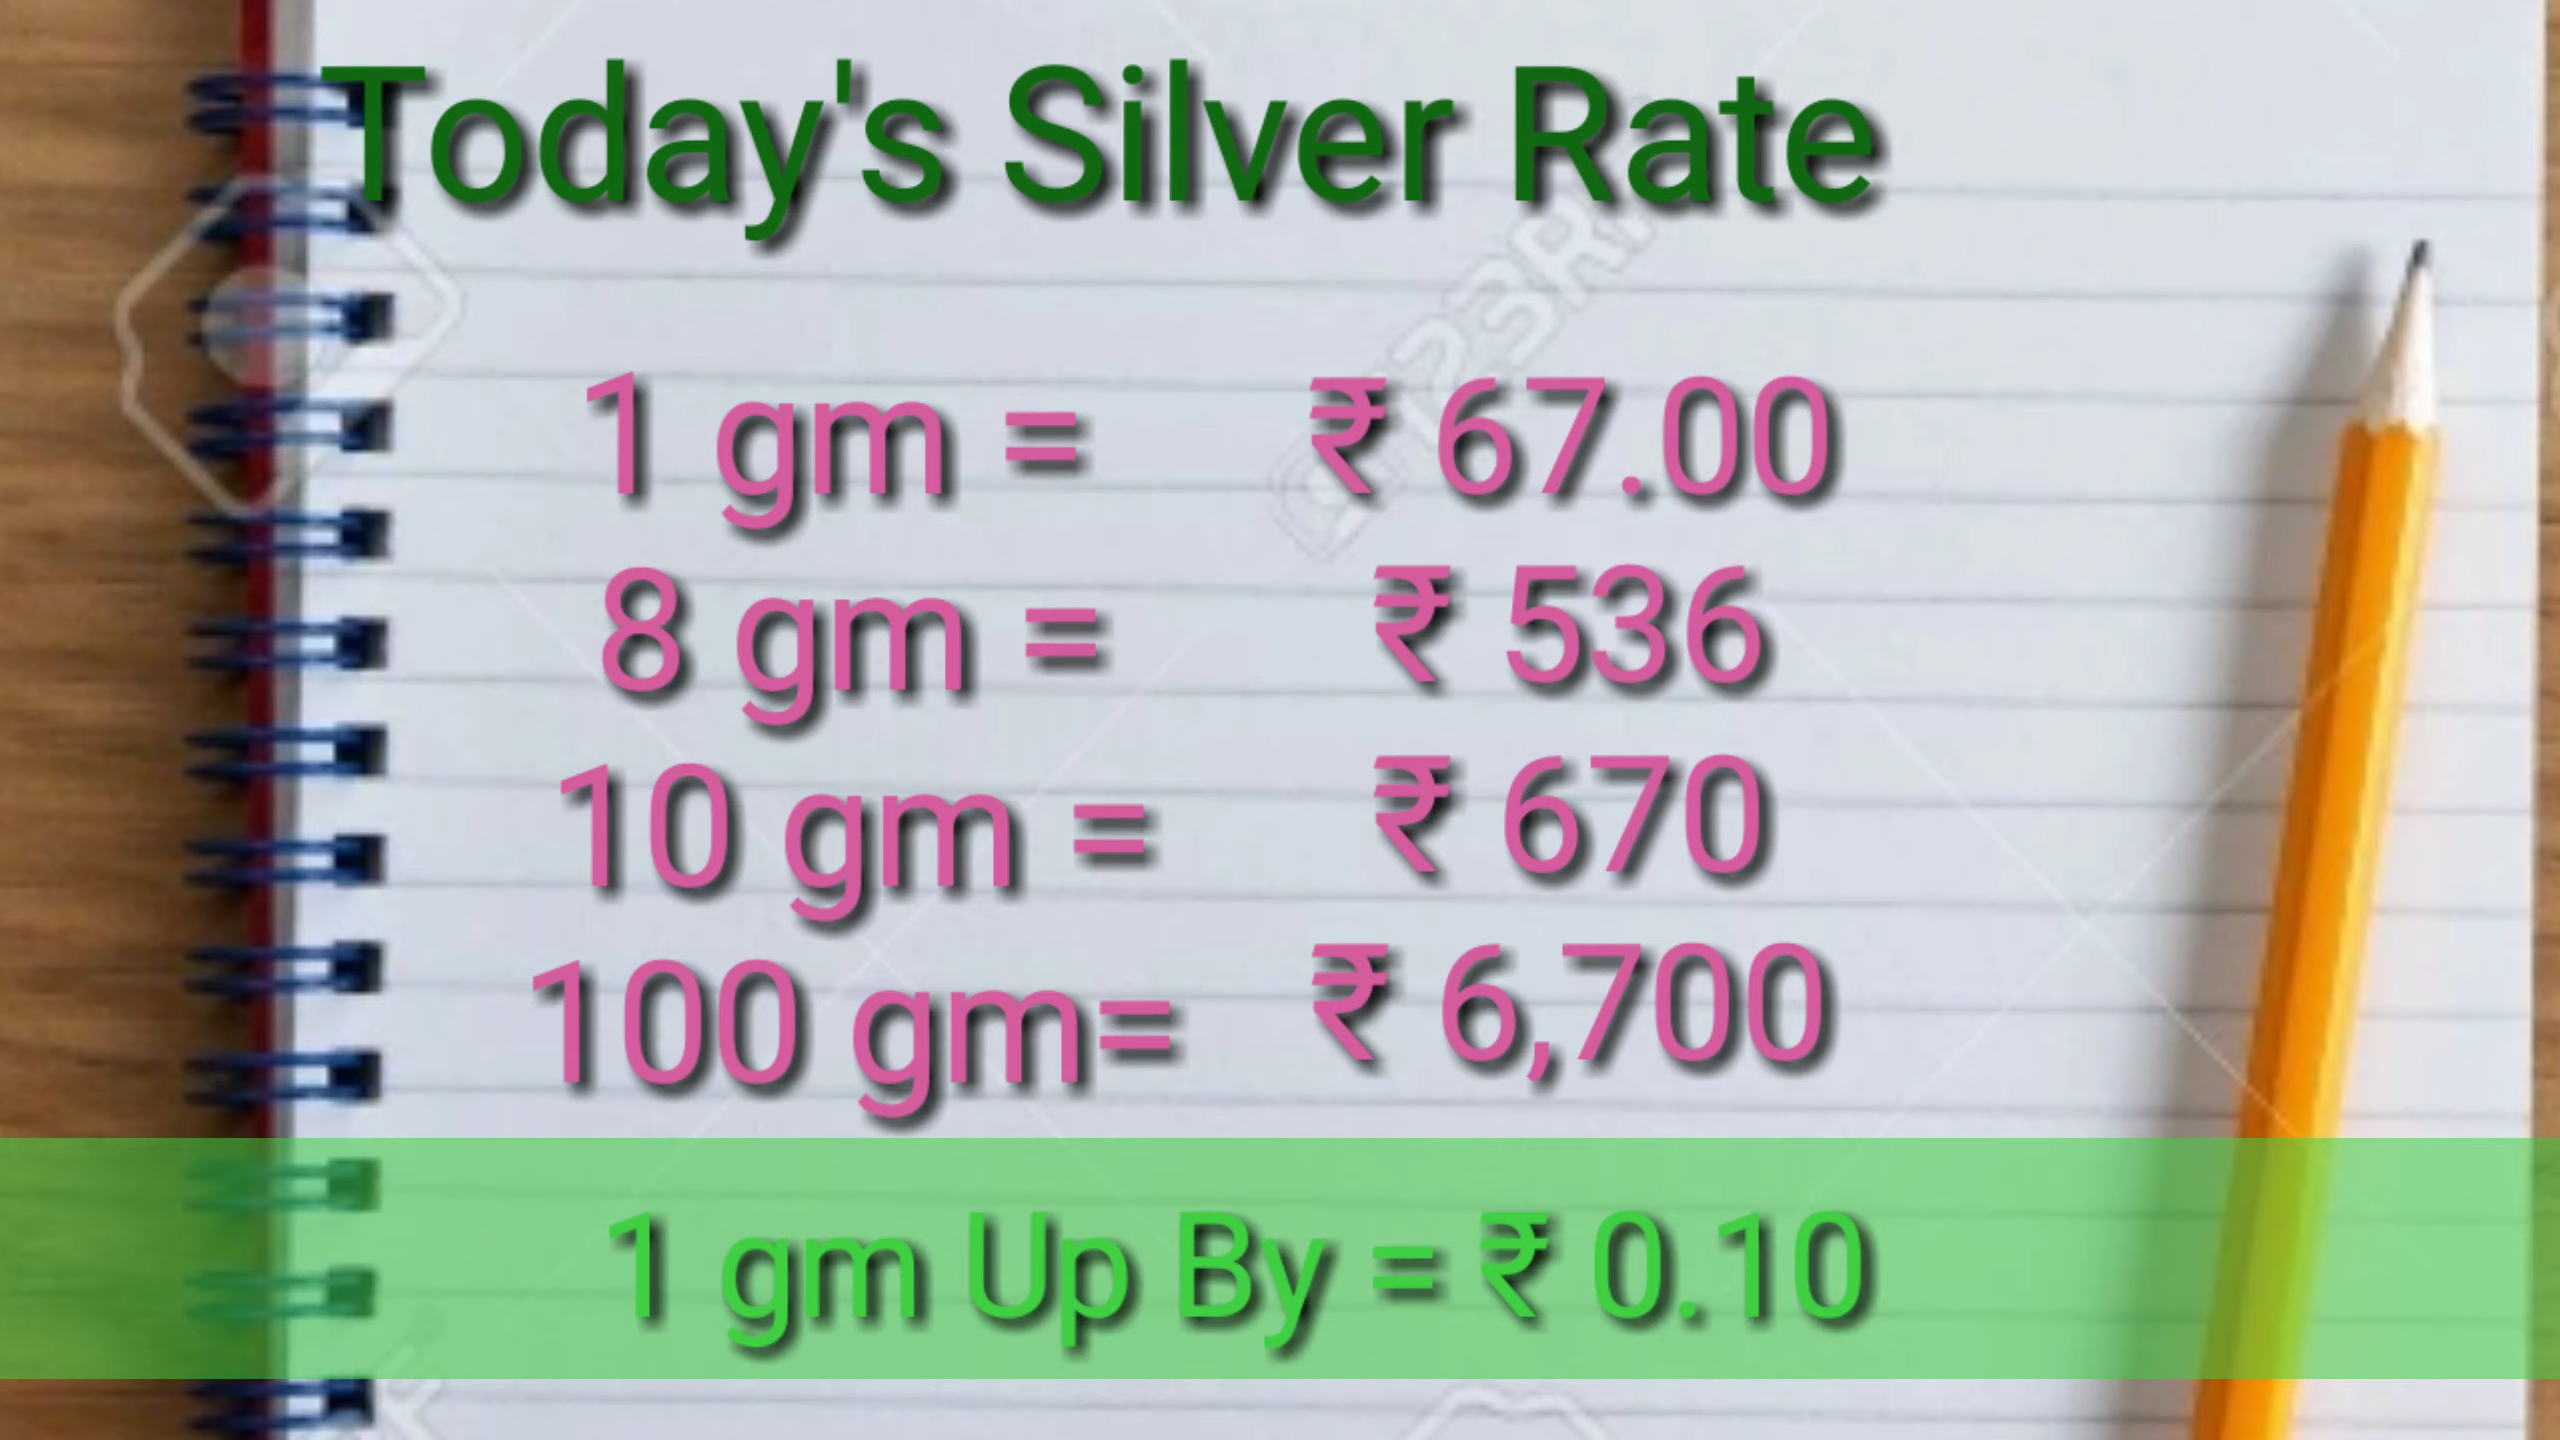 Today's Silver Rate
1 gm = ₹ 67.00
8 gm = ₹ 536
10 gm = ₹ 670
100 gm= ₹ 6,700
1 gm Up By = ₹ 0.10